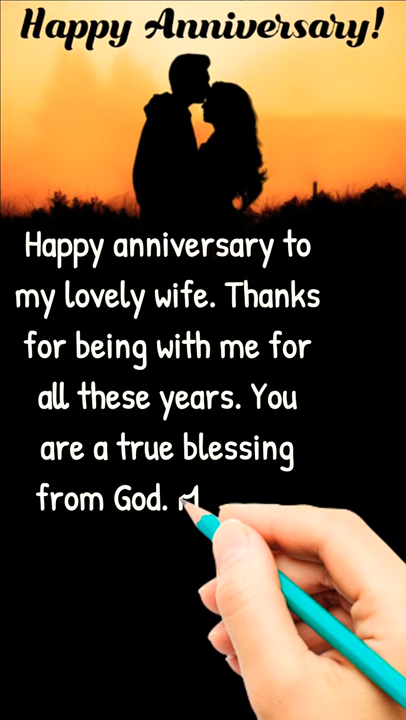 Happy Anniversary!
Happy anniversary to
my lovely wife. Thanks
for being with me for
all these years. You
are a true blessing
from God.